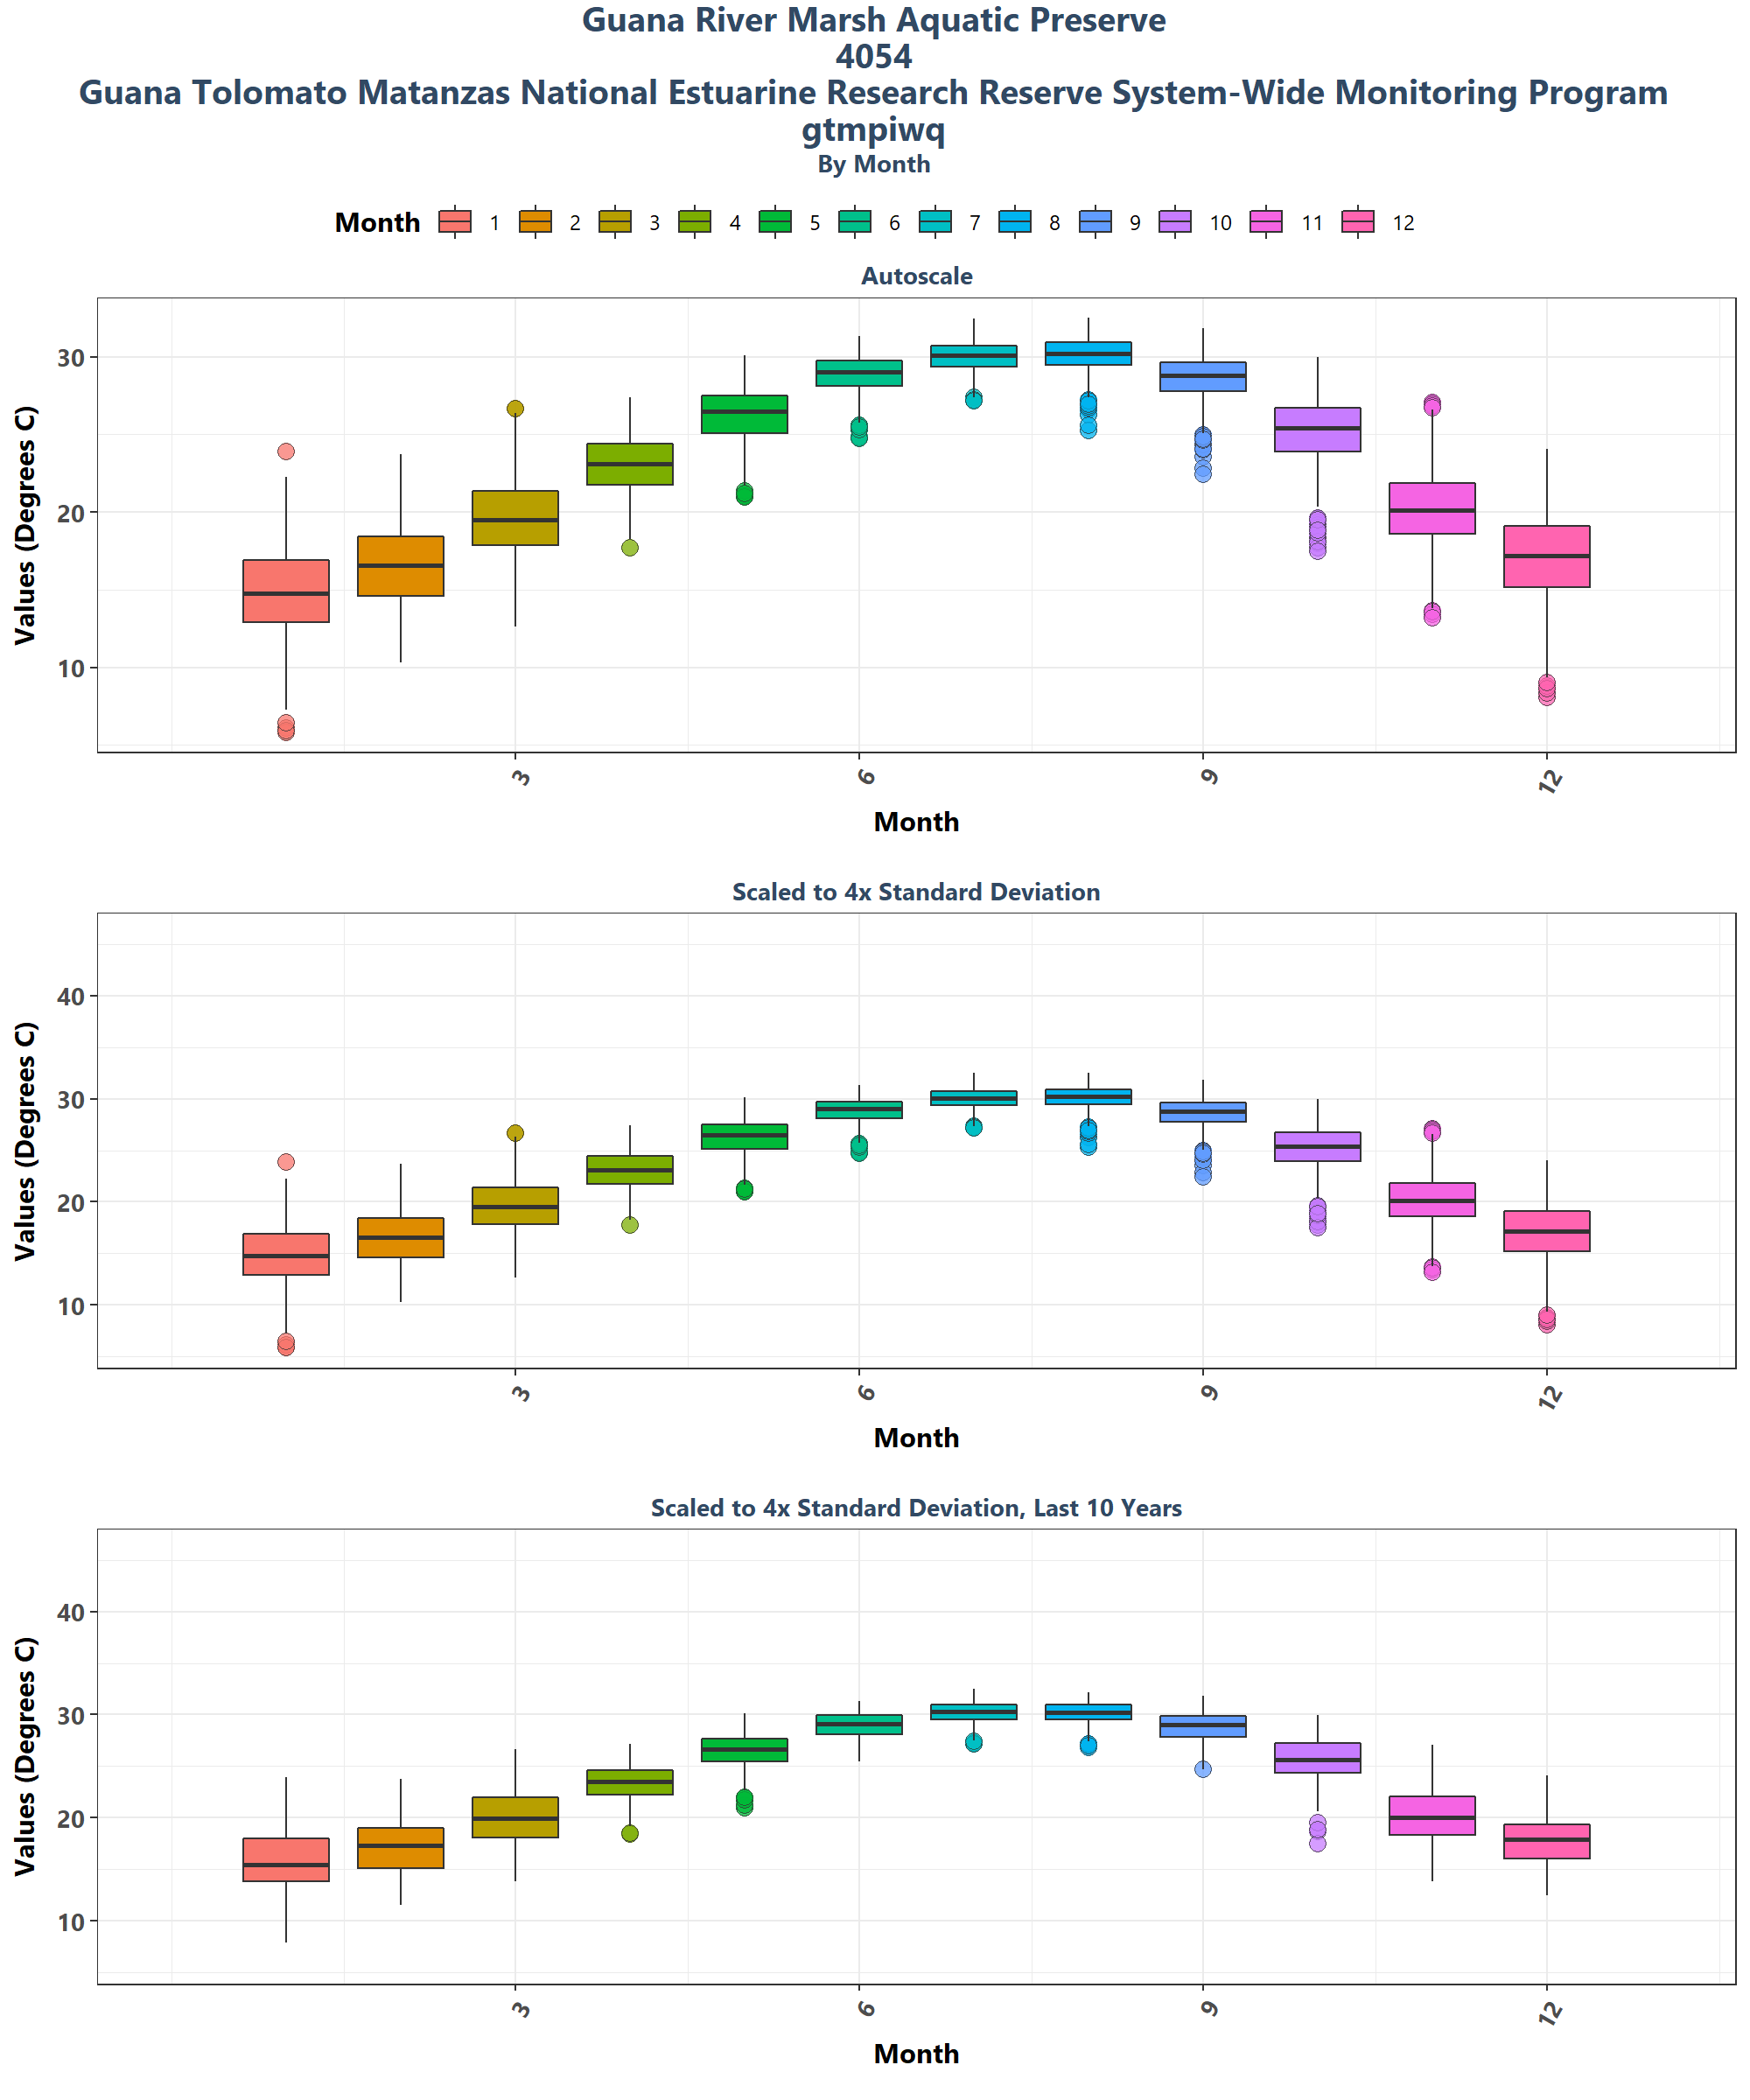 Guana River Marsh Aquatic Preserve
4054
Guana Tolomato Matanzas National Estuarine Research Reserve System-Wide Monitoring Program
gtmpiwq
By Month
Month 1 2 3 4 5 6 7 8 9 10 11 12
Autoscale
Values (Degrees C)
30
20
10
3 6 9 12
Month
Scaled to 4x Standard Deviation
Values (Degrees C)
40
30
20
10
3 6 9 12
Month
Scaled to 4x Standard Deviation, Last 10 Years
Values (Degrees C)
40
30
20
10
3 6 9 12
Month